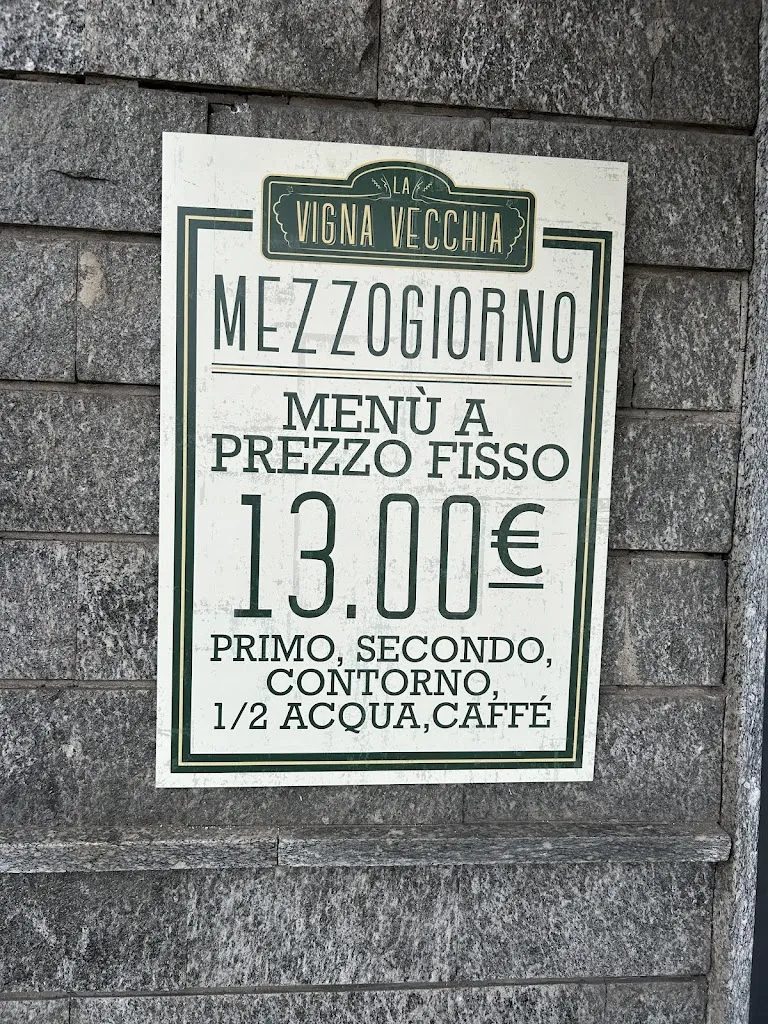 LA
VIGNA VECCHIA
MEZZOGIORNO
MENÙ A
PREZZO FISSO
13.00€
PRIMO, SECONDO,
CONTORNO,
1/2 ACQUA,CAFFÉ